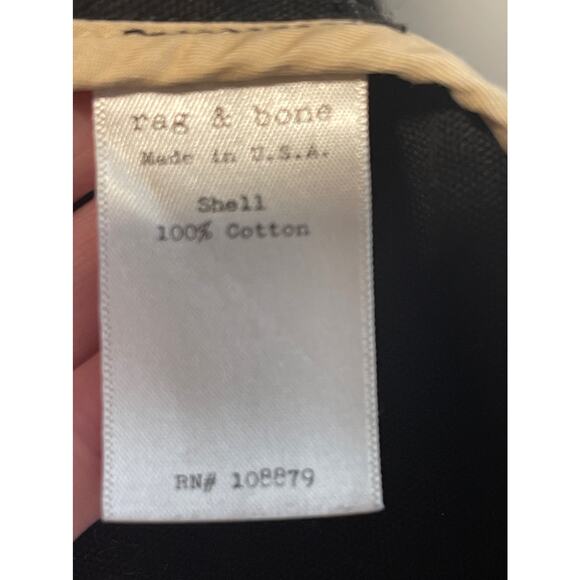 rag & bone
Made in U.S.A.
Shell
100% Cotton
RN# 108879